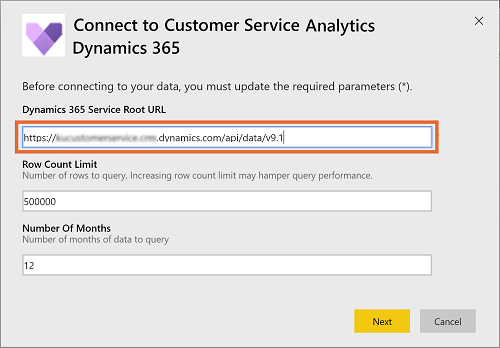 Connect to Customer Service Analytics
Dynamics 365
Before connecting to your data, you must update the required parameters (*).
Dynamics 365 Service Root URL
https:// .dynamics.com/api/data/v9.1
Row Count Limit
Number of rows to query. Increasing row count limit may hamper query performance.
500000
Number Of Months
Number of months of data to query
12
Next Cancel